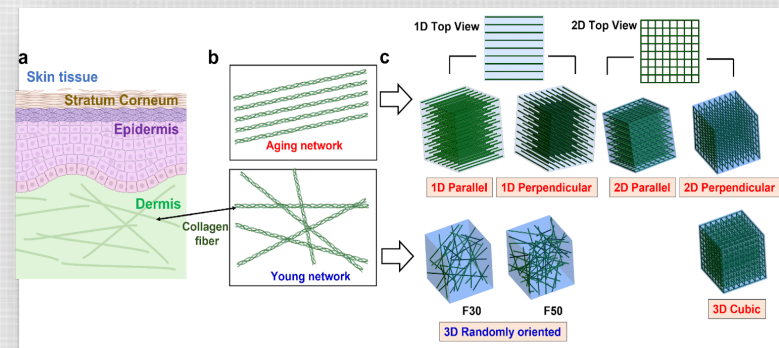 a
Skin tissue
Stratum Corneum
Epidermis
Dermis
Collagen
fiber
b
Aging network
Young network
c
1D Top View
2D Top View
1D Parallel
1D Perpendicular
2D Parallel
2D Perpendicular
F30
F50
3D Randomly oriented
3D Cubic